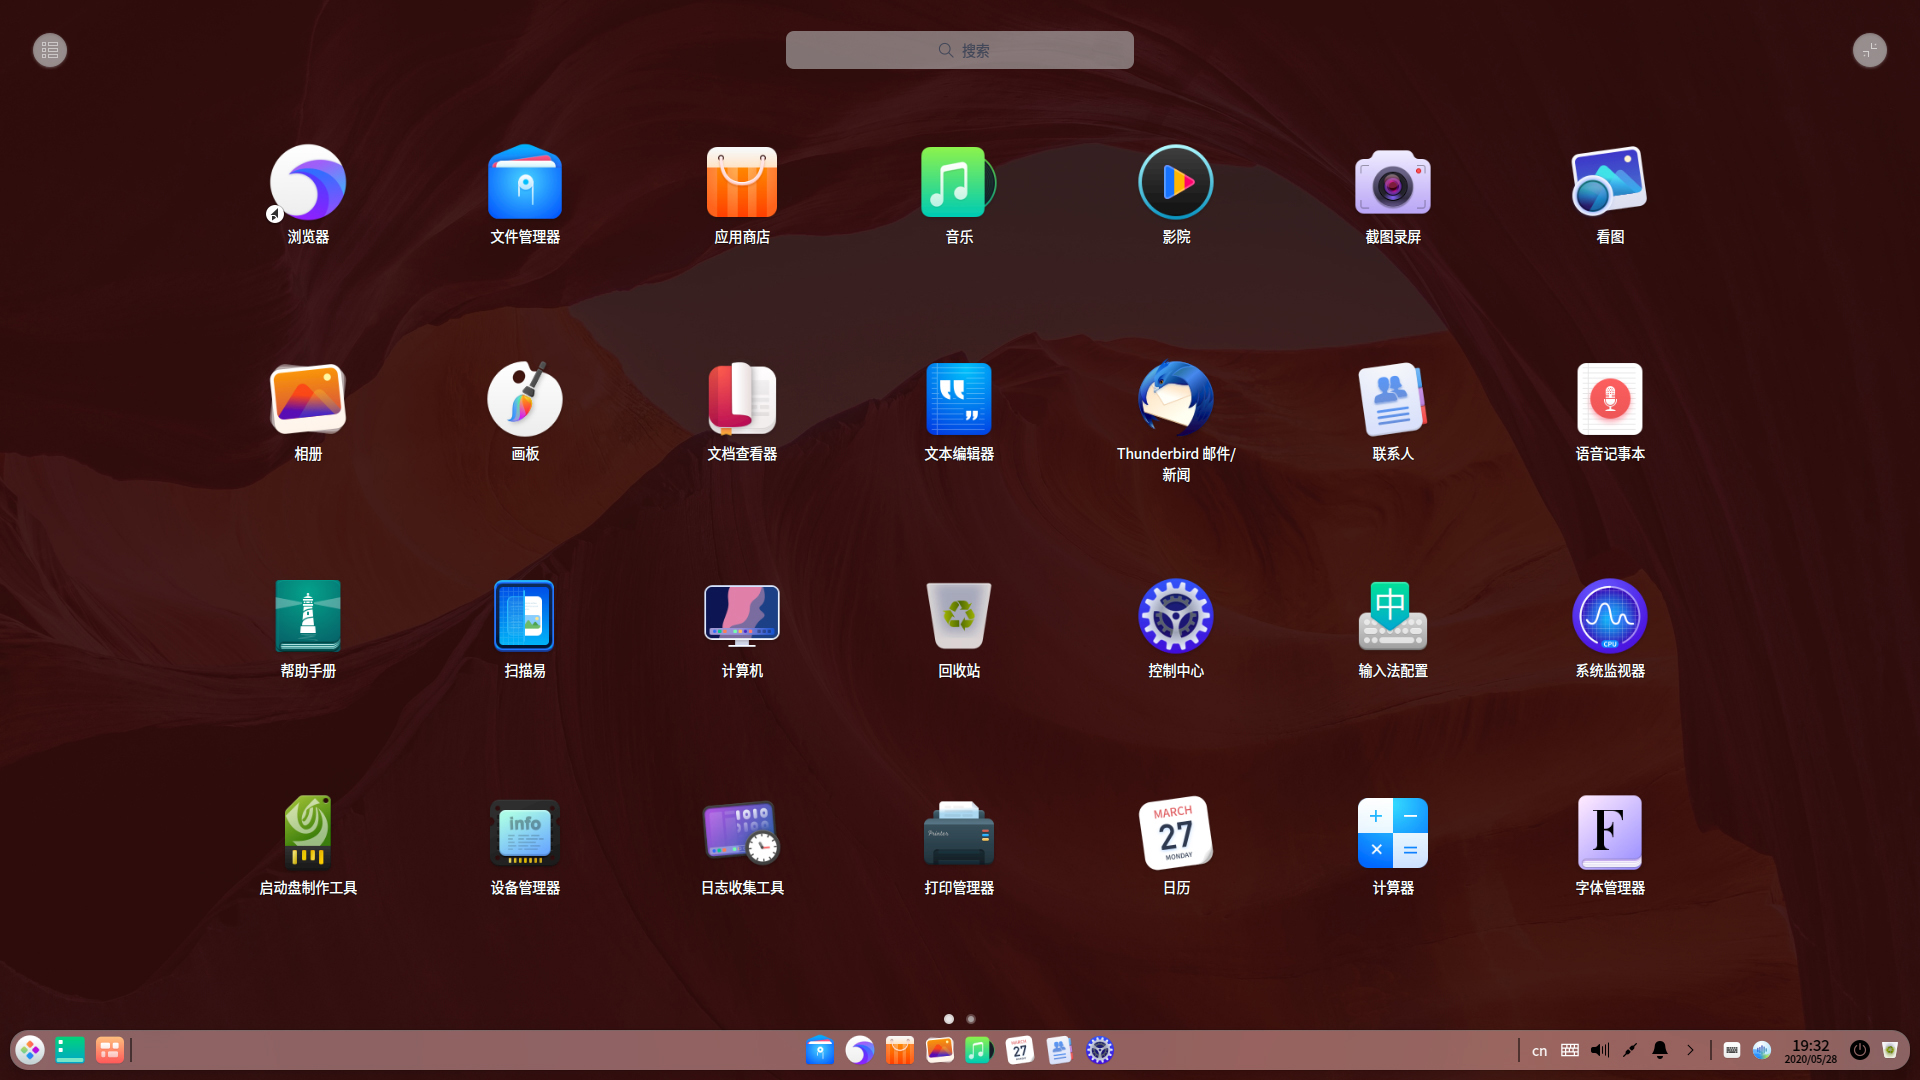 搜索
浏览器
文件管理器
应用商店
音乐
影院
截图录屏
看图
相册
画板
文档查看器
文本编辑器
Thunderbird 邮件/
新闻
联系人
语音记事本
帮助手册
扫描易
计算机
回收站
控制中心
中
输入法配置
CPU
系统监视器
启动盘制作工具
info
设备管理器
1010
日志收集工具
Printer
打印管理器
MARCH
27
MONDAY
日历
计算器
F
字体管理器
MARCH
27
cn
19:32
2020/05/28